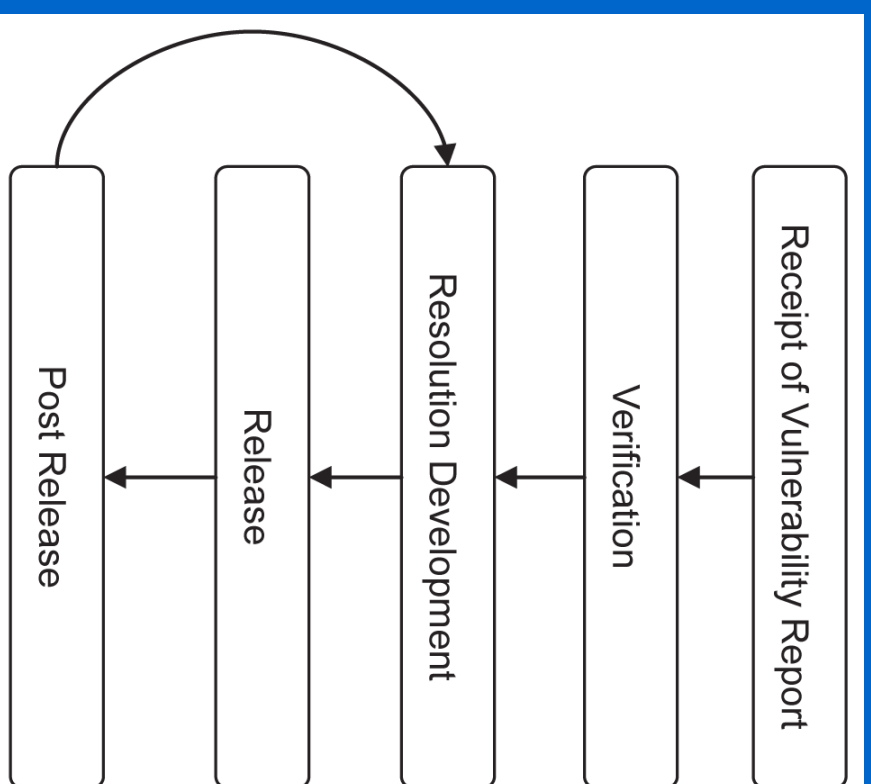 Receipt of Vulnerability Report
Verification
Resolution Development
Release
Post Release